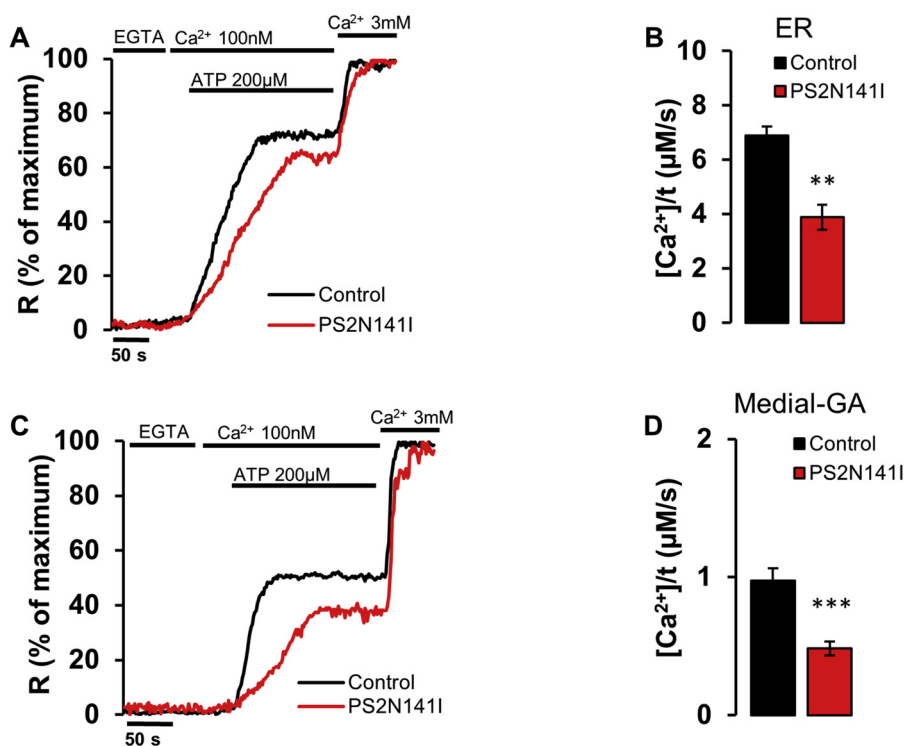 A
EGTA
Ca²⁺ 100nM
Ca²⁺ 3mM
ATP 200µM
R (% of maximum)
100
80
60
40
20
0
Control
PS2N141I
50 s
B
ER
Control
PS2N141I
[Ca²⁺]/t (µM/s)
10
8
6
4
2
0
**
C
EGTA
Ca²⁺ 100nM
Ca²⁺ 3mM
ATP 200µM
R (% of maximum)
100
80
60
40
20
0
Control
PS2N141I
50 s
D
Medial-GA
Control
PS2N141I
[Ca²⁺]/t (µM/s)
2
1
0
***